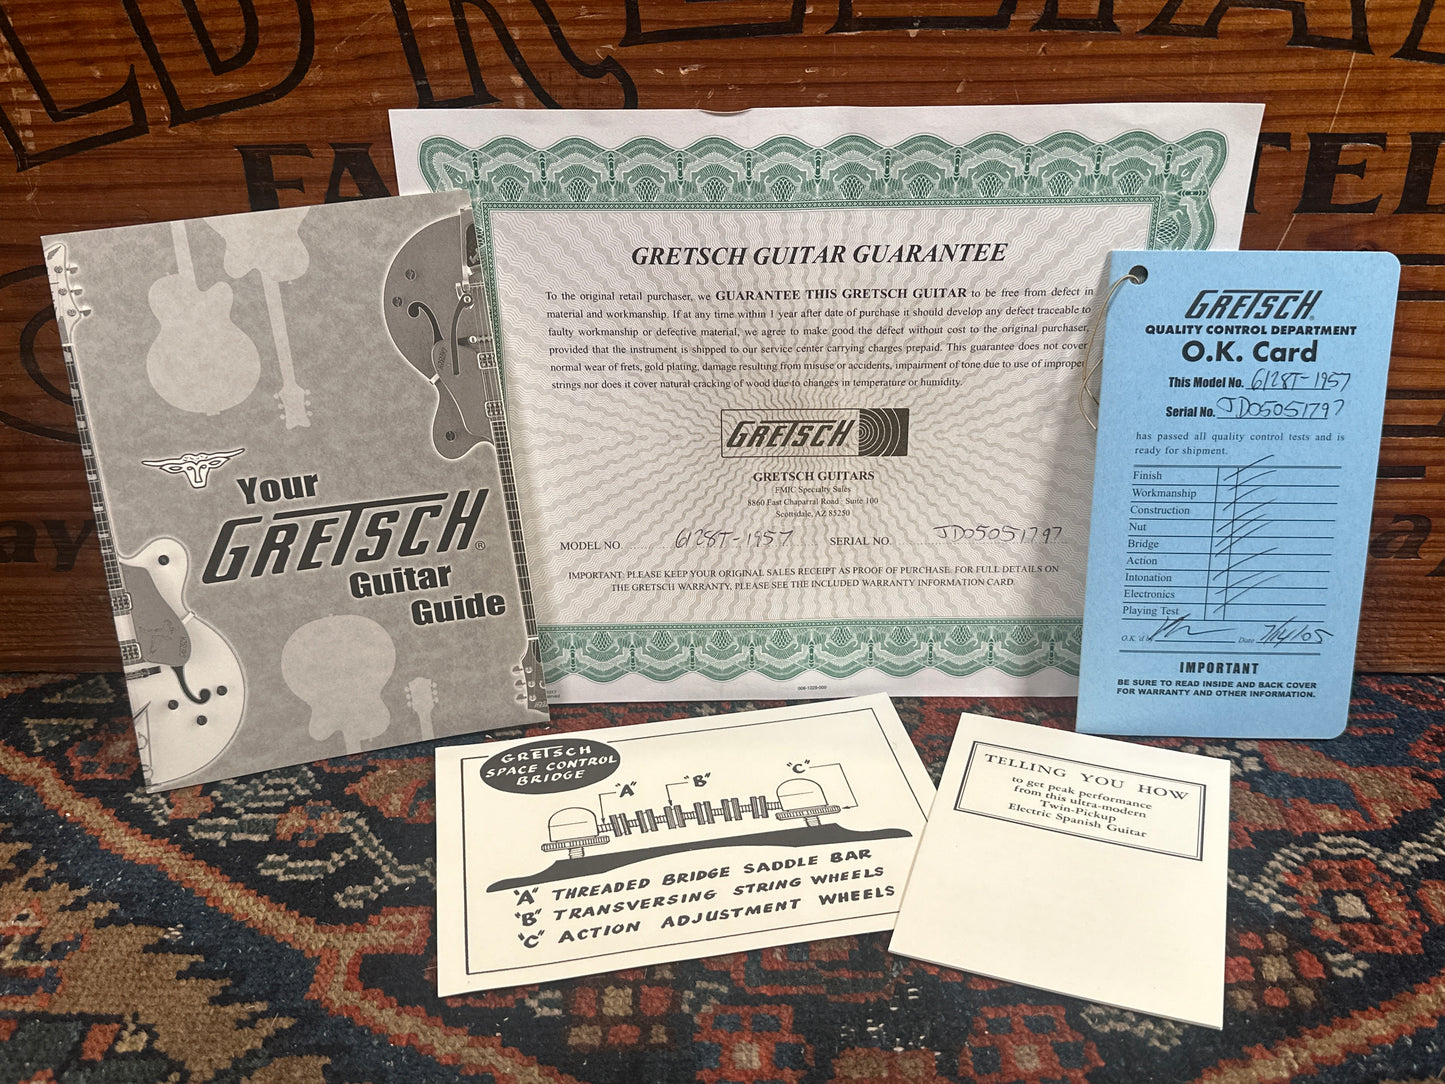 Your
GRETSCH®
Guitar
Guide
GRETSCH GUITAR GUARANTEE
To the original retail purchaser, we GUARANTEE THIS GRETSCH GUITAR to be free from defect in
material and workmanship. If at any time within 1 year after date of purchase it should develop any defect traceable to
faulty workmanship or defective material, we agree to make good the defect without cost to the original purchaser,
provided that the instrument is shipped to our service center carrying charges prepaid. This guarantee does not cover
normal wear of frets, gold plating, damage resulting from misuse or accidents, impairment of tone due to use of improper
strings nor does it cover natural cracking of wood due to changes in temperature or humidity.
GRETSCH
GRETSCH GUITARS
FMIC Specialty Sales
8860 East Chaparral Road · Suite 100
Scottsdale, AZ 85250
MODEL NO. 6128T-1957 SERIAL NO. JD05051797
IMPORTANT: PLEASE KEEP YOUR ORIGINAL SALES RECEIPT AS PROOF OF PURCHASE. FOR FULL DETAILS ON
THE GRETSCH WARRANTY, PLEASE SEE THE INCLUDED WARRANTY INFORMATION CARD.
006-1225-000
GRETSCH®
QUALITY CONTROL DEPARTMENT
O.K. Card
This Model No. 6128T-1957
Serial No. JD05051797
has passed all quality control tests and is
ready for shipment.
Finish
Workmanship
Construction
Nut
Bridge
Action
Intonation
Electronics
Playing Test
O.K.'d by Date 7/14/05
IMPORTANT
BE SURE TO READ INSIDE AND BACK COVER
FOR WARRANTY AND OTHER INFORMATION.
GRETSCH
SPACE CONTROL
BRIDGE
"A" "B" "C"
"A" THREADED BRIDGE SADDLE BAR
"B" TRANSVERSING STRING WHEELS
"C" ACTION ADJUSTMENT WHEELS
TELLING YOU HOW
to get peak performance
from this ultra-modern
Twin-Pickup
Electric Spanish Guitar